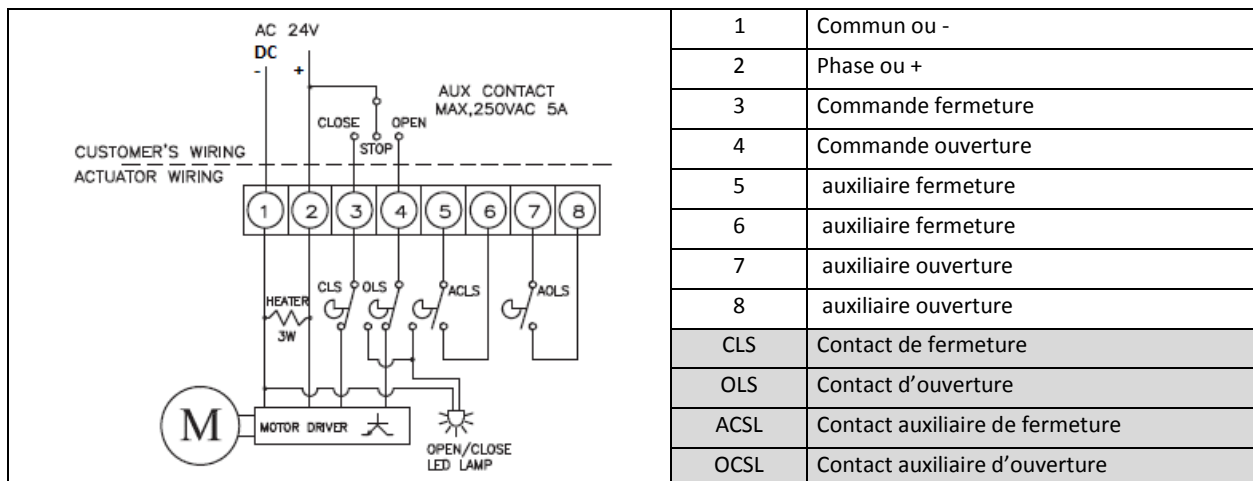 AC 24V
DC
- +
AUX CONTACT
MAX,250VAC 5A
CLOSE OPEN
STOP
CUSTOMER'S WIRING
ACTUATOR WIRING
1 2 3 4 5 6 7 8
CLS OLS ACLS AOLS
HEATER
3W
M
MOTOR DRIVER
OPEN/CLOSE
LED LAMP
1 Commun ou -
2 Phase ou +
3 Commande fermeture
4 Commande ouverture
5 auxiliaire fermeture
6 auxiliaire fermeture
7 auxiliaire ouverture
8 auxiliaire ouverture
CLS Contact de fermeture
OLS Contact d’ouverture
ACSL Contact auxiliaire de fermeture
OCSL Contact auxiliaire d’ouverture